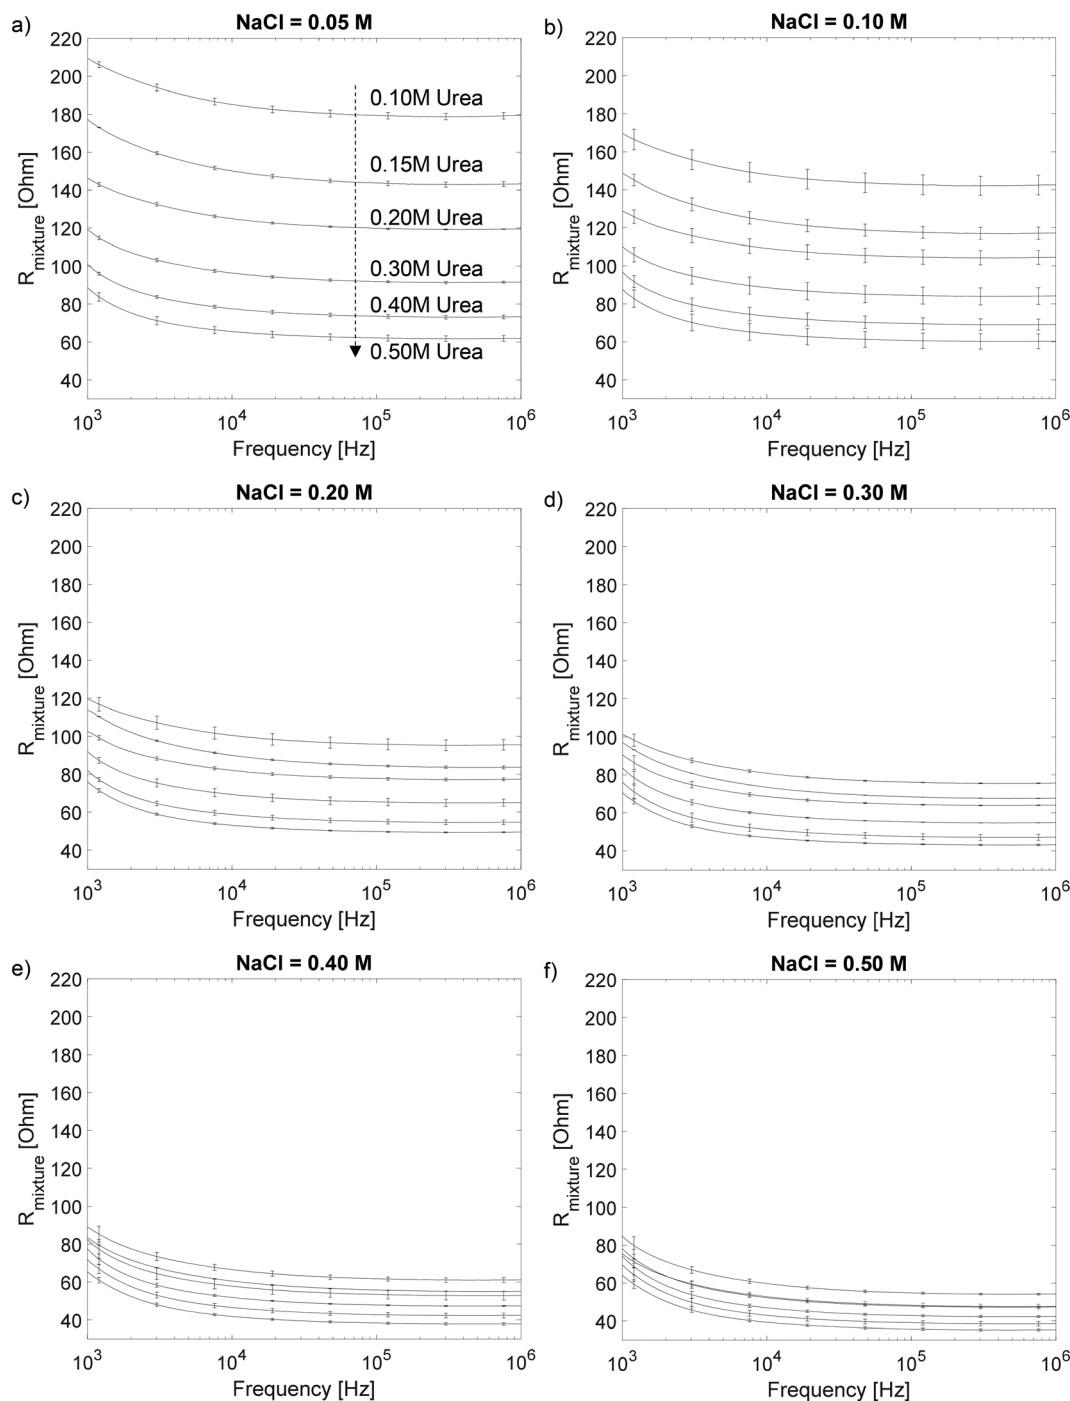 a)
NaCl = 0.05 M
220
200
180
160
140
120
100
80
60
40
R_mixture [Ohm]
0.10M Urea
0.15M Urea
0.20M Urea
0.30M Urea
0.40M Urea
0.50M Urea
10^3 10^4 10^5 10^6
Frequency [Hz]
b)
NaCl = 0.10 M
220
200
180
160
140
120
100
80
60
40
R_mixture [Ohm]
10^3 10^4 10^5 10^6
Frequency [Hz]
c)
NaCl = 0.20 M
220
200
180
160
140
120
100
80
60
40
R_mixture [Ohm]
10^3 10^4 10^5 10^6
Frequency [Hz]
d)
NaCl = 0.30 M
220
200
180
160
140
120
100
80
60
40
R_mixture [Ohm]
10^3 10^4 10^5 10^6
Frequency [Hz]
e)
NaCl = 0.40 M
220
200
180
160
140
120
100
80
60
40
R_mixture [Ohm]
10^3 10^4 10^5 10^6
Frequency [Hz]
f)
NaCl = 0.50 M
220
200
180
160
140
120
100
80
60
40
R_mixture [Ohm]
10^3 10^4 10^5 10^6
Frequency [Hz]